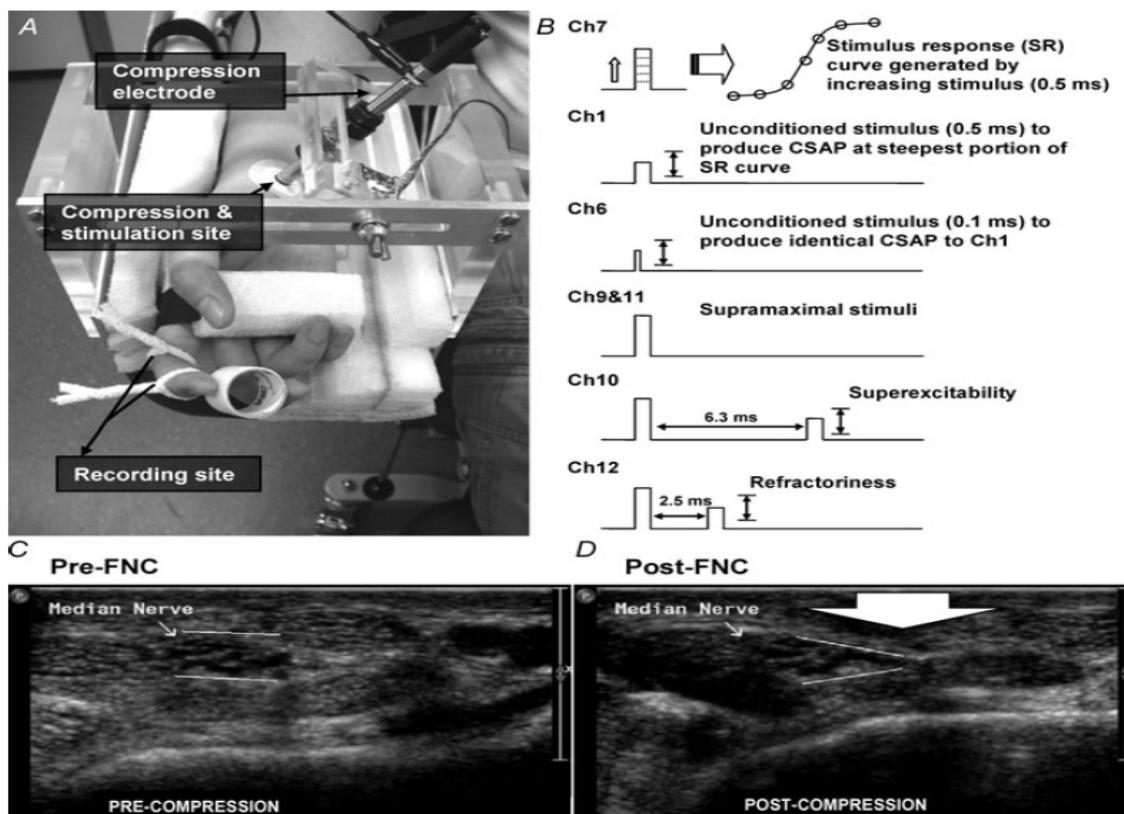 A
Compression
electrode
Compression &
stimulation site
Recording site
B
Ch7
Stimulus response (SR)
curve generated by
increasing stimulus (0.5 ms)
Ch1
Unconditioned stimulus (0.5 ms) to
produce CSAP at steepest portion of
SR curve
Ch6
Unconditioned stimulus (0.1 ms) to
produce identical CSAP to Ch1
Ch9&11
Supramaximal stimuli
Ch10
Superexcitability
6.3 ms
Ch12
Refractoriness
2.5 ms
C
Pre-FNC
Median Nerve
PRE-COMPRESSION
D
Post-FNC
Median Nerve
POST-COMPRESSION